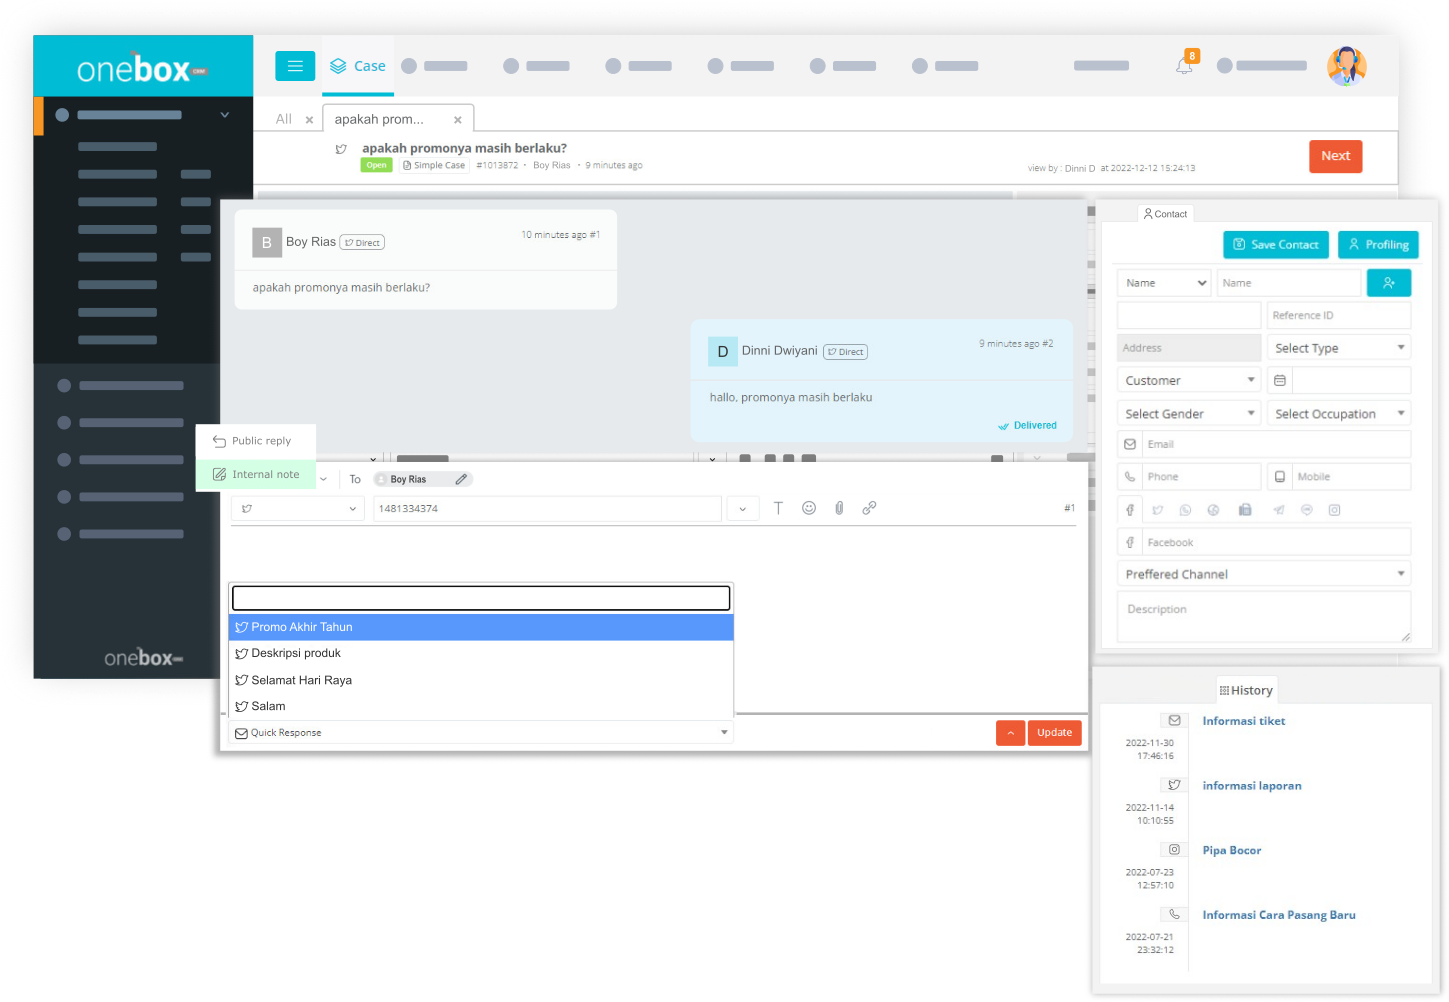 onebox CRM
Case
8
All ×
apakah prom... ×
apakah promonya masih berlaku?
Open Simple Case #1013872 • Boy Rias • 9 minutes ago
view by : Dinni D at 2022-12-12 15:24:13
Next
B Boy Rias Direct 10 minutes ago #1
apakah promonya masih berlaku?
D Dinni Dwiyani Direct 9 minutes ago #2
hallo, promonya masih berlaku
Delivered
Public reply
Internal note
To Boy Rias
1481334374
T
#1
Promo Akhir Tahun
Deskripsi produk
Selamat Hari Raya
Salam
Quick Response
Update
onebox
Contact
Save Contact Profiling
Name Name
Reference ID
Address Select Type
Customer
Select Gender Select Occupation
Email
Phone Mobile
Facebook
Preffered Channel
Description
History
Informasi tiket
2022-11-30
17:46:16
informasi laporan
2022-11-14
10:10:55
Pipa Bocor
2022-07-23
12:57:10
Informasi Cara Pasang Baru
2022-07-21
23:32:12